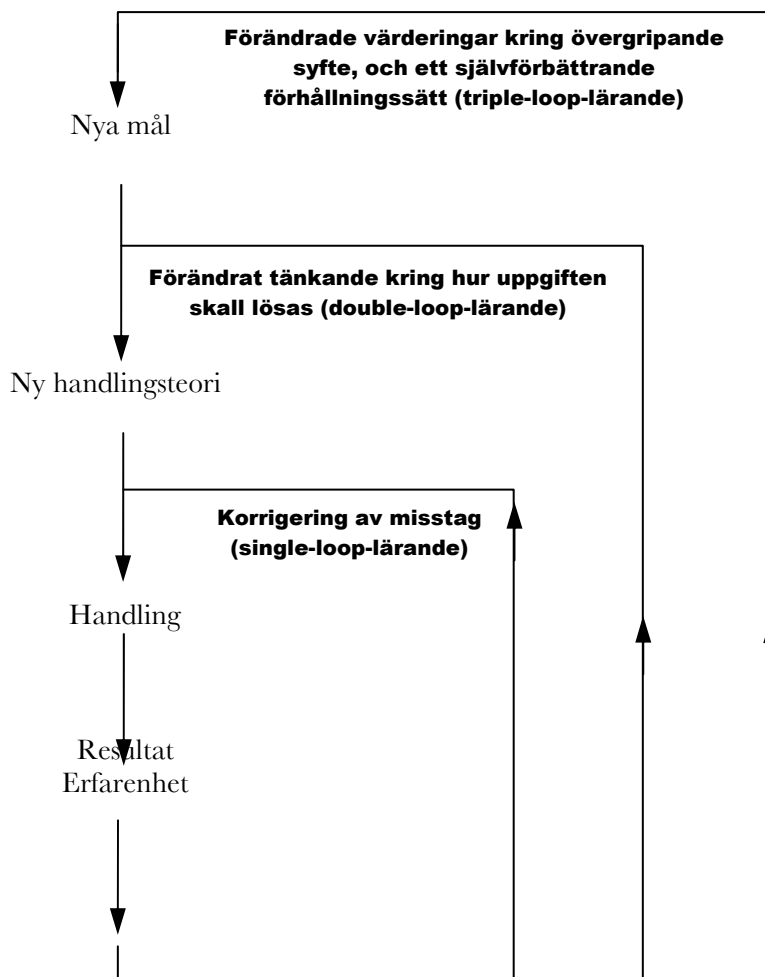 Förändrade värderingar kring övergripande
syfte, och ett självförbättrande
förhållningssätt (triple-loop-lärande)
Nya mål
Förändrat tänkande kring hur uppgiften
skall lösas (double-loop-lärande)
Ny handlingsteori
Korrigering av misstag
(single-loop-lärande)
Handling
Resultat
Erfarenhet